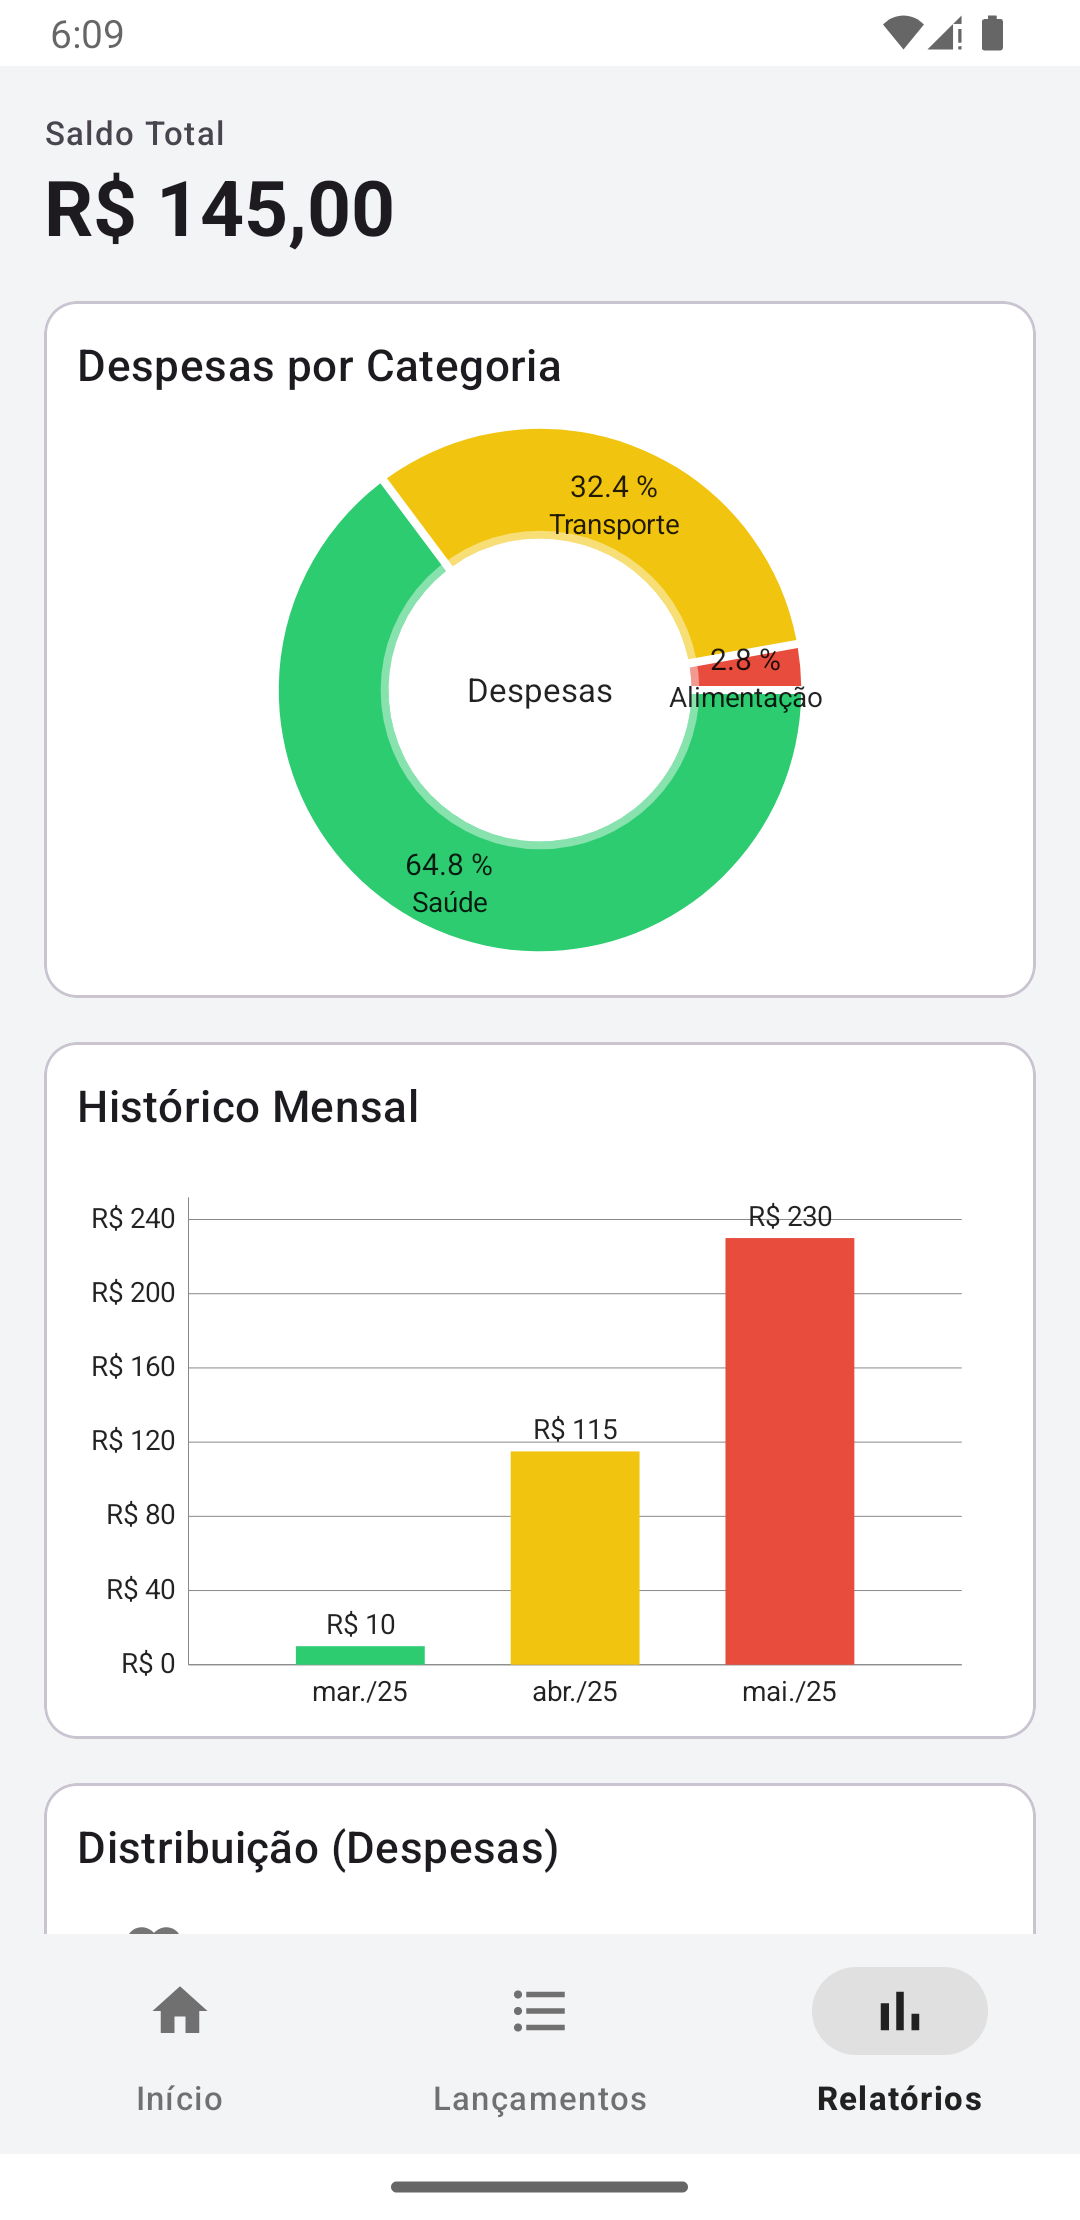 6:09
Saldo Total
R$ 145,00
Despesas por Categoria
32.4 %
Transporte
2.8 %
Alimentação
Despesas
64.8 %
Saúde
Histórico Mensal
R$ 240
R$ 230
R$ 200
R$ 160
R$ 120
R$ 115
R$ 80
R$ 40
R$ 10
R$ 0
mar./25
abr./25
mai./25
Distribuição (Despesas)
Início
Lançamentos
Relatórios